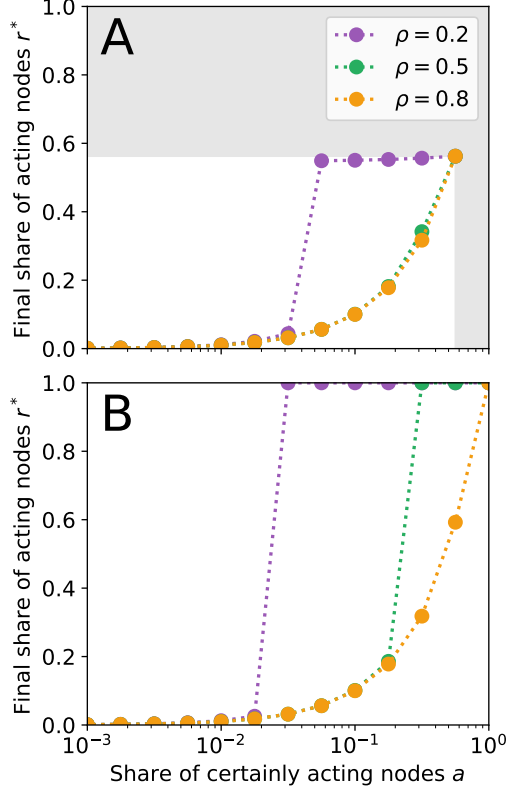 A
ρ = 0.2
ρ = 0.5
ρ = 0.8
Final share of acting nodes r*
1.0
0.8
0.6
0.4
0.2
0.0
B
Final share of acting nodes r*
1.0
0.8
0.6
0.4
0.2
0.0
10⁻³
10⁻²
10⁻¹
10⁰
Share of certainly acting nodes a